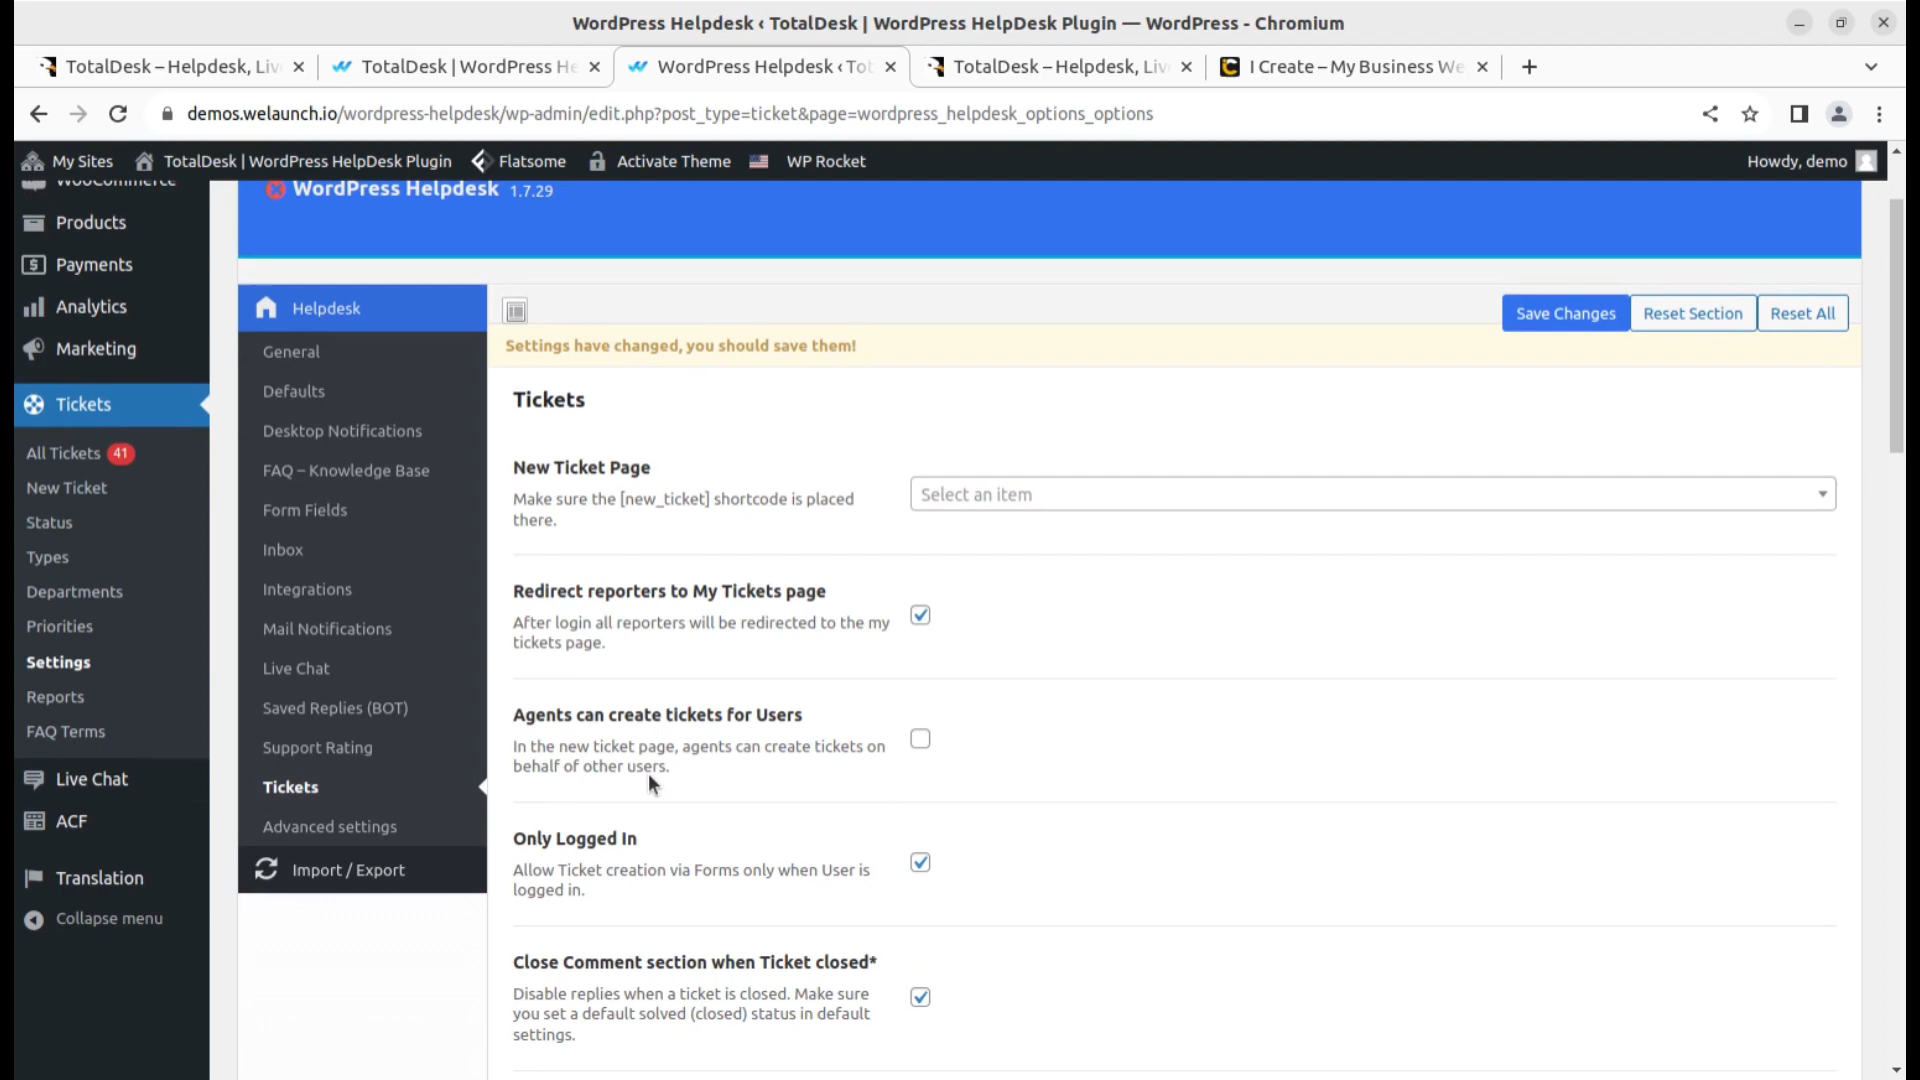 WordPress Helpdesk ‹ TotalDesk | WordPress HelpDesk Plugin — WordPress - Chromium
TotalDesk – Helpdesk, Liv
TotalDesk | WordPress He
WordPress Helpdesk ‹ Tot
TotalDesk – Helpdesk, Liv
I Create – My Business We
demos.welaunch.io/wordpress-helpdesk/wp-admin/edit.php?post_type=ticket&page=wordpress_helpdesk_options_options
My Sites
TotalDesk | WordPress HelpDesk Plugin
Flatsome
Activate Theme
WP Rocket
Howdy, demo
WooCommerce
Products
Payments
Analytics
Marketing
Tickets
All Tickets 41
New Ticket
Status
Types
Departments
Priorities
Settings
Reports
FAQ Terms
Live Chat
ACF
Translation
Collapse menu
WordPress Helpdesk 1.7.29
Helpdesk
General
Defaults
Desktop Notifications
FAQ – Knowledge Base
Form Fields
Inbox
Integrations
Mail Notifications
Live Chat
Saved Replies (BOT)
Support Rating
Tickets
Advanced settings
Import / Export
Save Changes
Reset Section
Reset All
Settings have changed, you should save them!
Tickets
New Ticket Page
Make sure the [new_ticket] shortcode is placed
there.
Select an item
Redirect reporters to My Tickets page
After login all reporters will be redirected to the my
tickets page.
Agents can create tickets for Users
In the new ticket page, agents can create tickets on
behalf of other users.
Only Logged In
Allow Ticket creation via Forms only when User is
logged in.
Close Comment section when Ticket closed*
Disable replies when a ticket is closed. Make sure
you set a default solved (closed) status in default
settings.